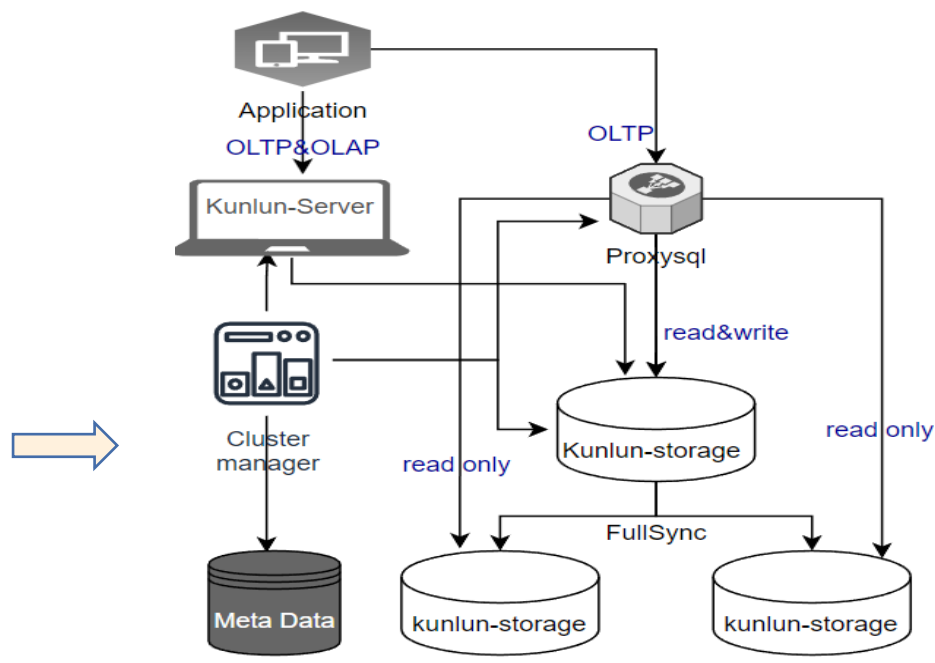 Application
OLTP&OLAP
OLTP
Kunlun-Server
Proxysql
read&write
Cluster
manager
read only
Kunlun-storage
read only
FullSync
Meta Data
kunlun-storage
kunlun-storage